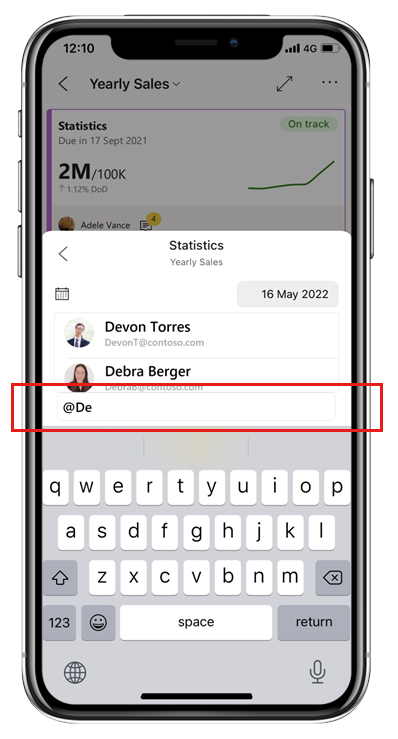 12:10 4G
Yearly Sales
Statistics On track
Due in 17 Sept 2021
2M/100K
↑1.12% DoD
Adele Vance 4
Statistics
Yearly Sales
16 May 2022
Devon Torres
DevonT@contoso.com
Debra Berger
DebraB@contoso.com
@De
q w e r t y u i o p
a s d f g h j k l
z x c v b n m
123 space return